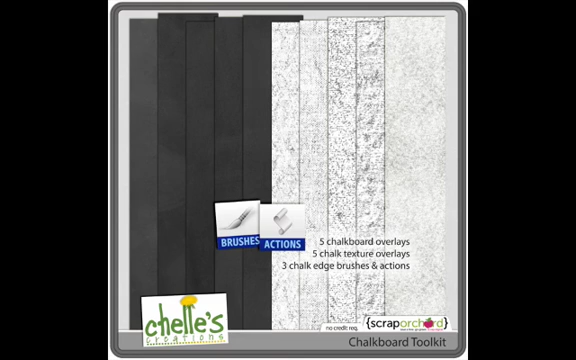 BRUSHES
ACTIONS
5 chalkboard overlays
5 chalk texture overlays
3 chalk edge brushes & actions
chelle's
creations
no credit req.
{scraporchard}
Chalkboard Toolkit